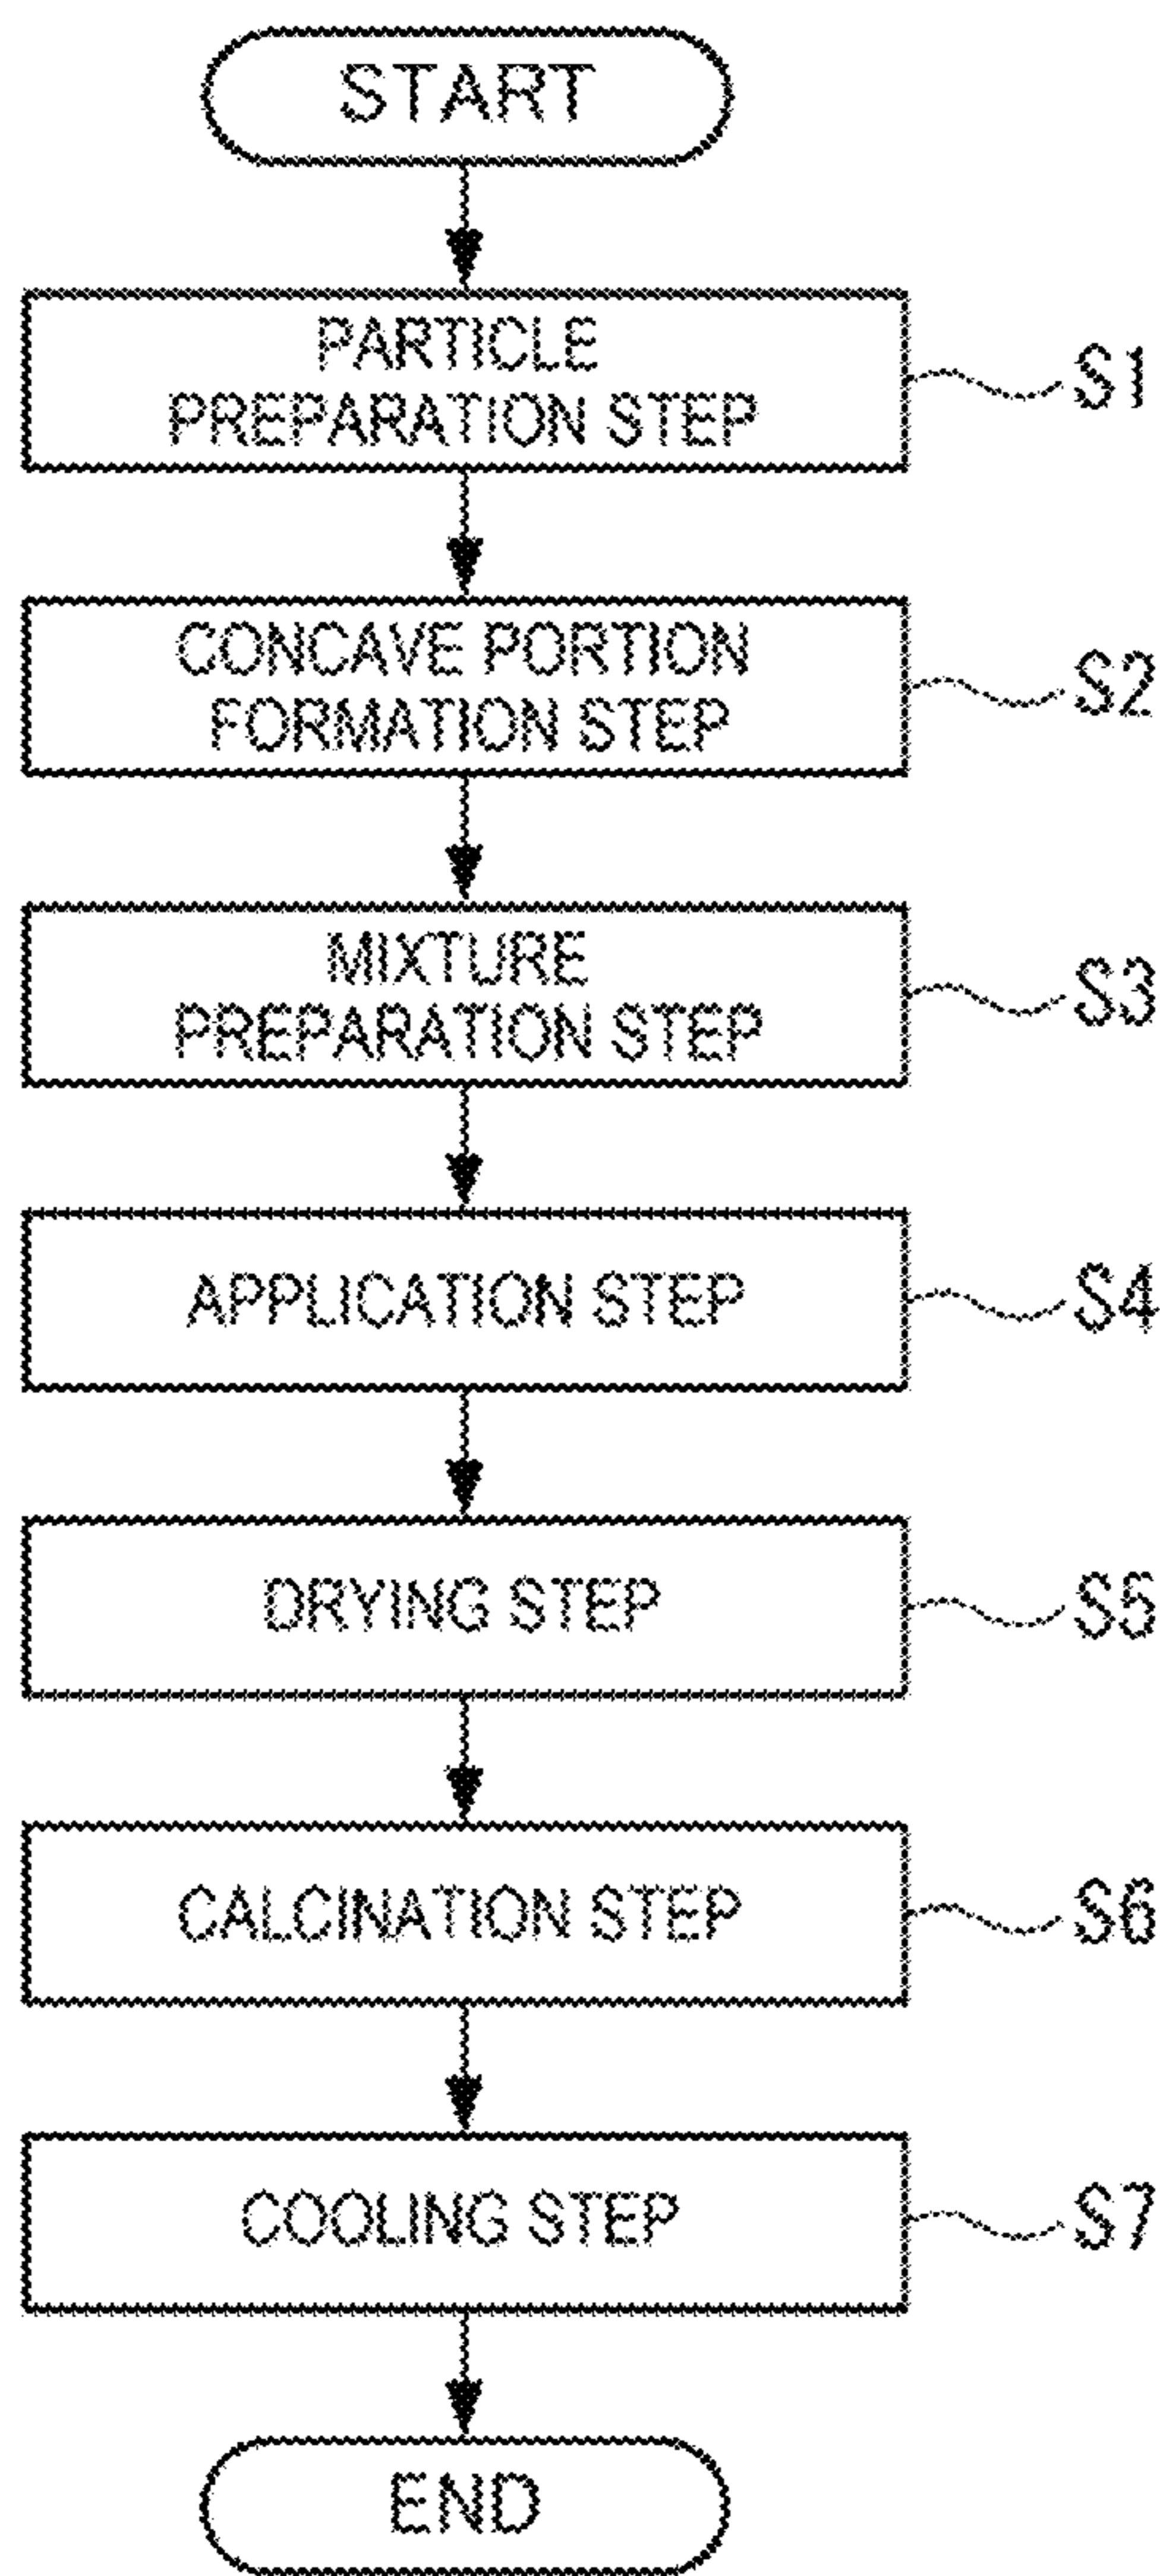 START
PARTICLE
PREPARATION STEP
S1
CONCAVE PORTION
FORMATION STEP
S2
MIXTURE
PREPARATION STEP
S3
APPLICATION STEP
S4
DRYING STEP
S5
CALCINATION STEP
S6
COOLING STEP
S7
END